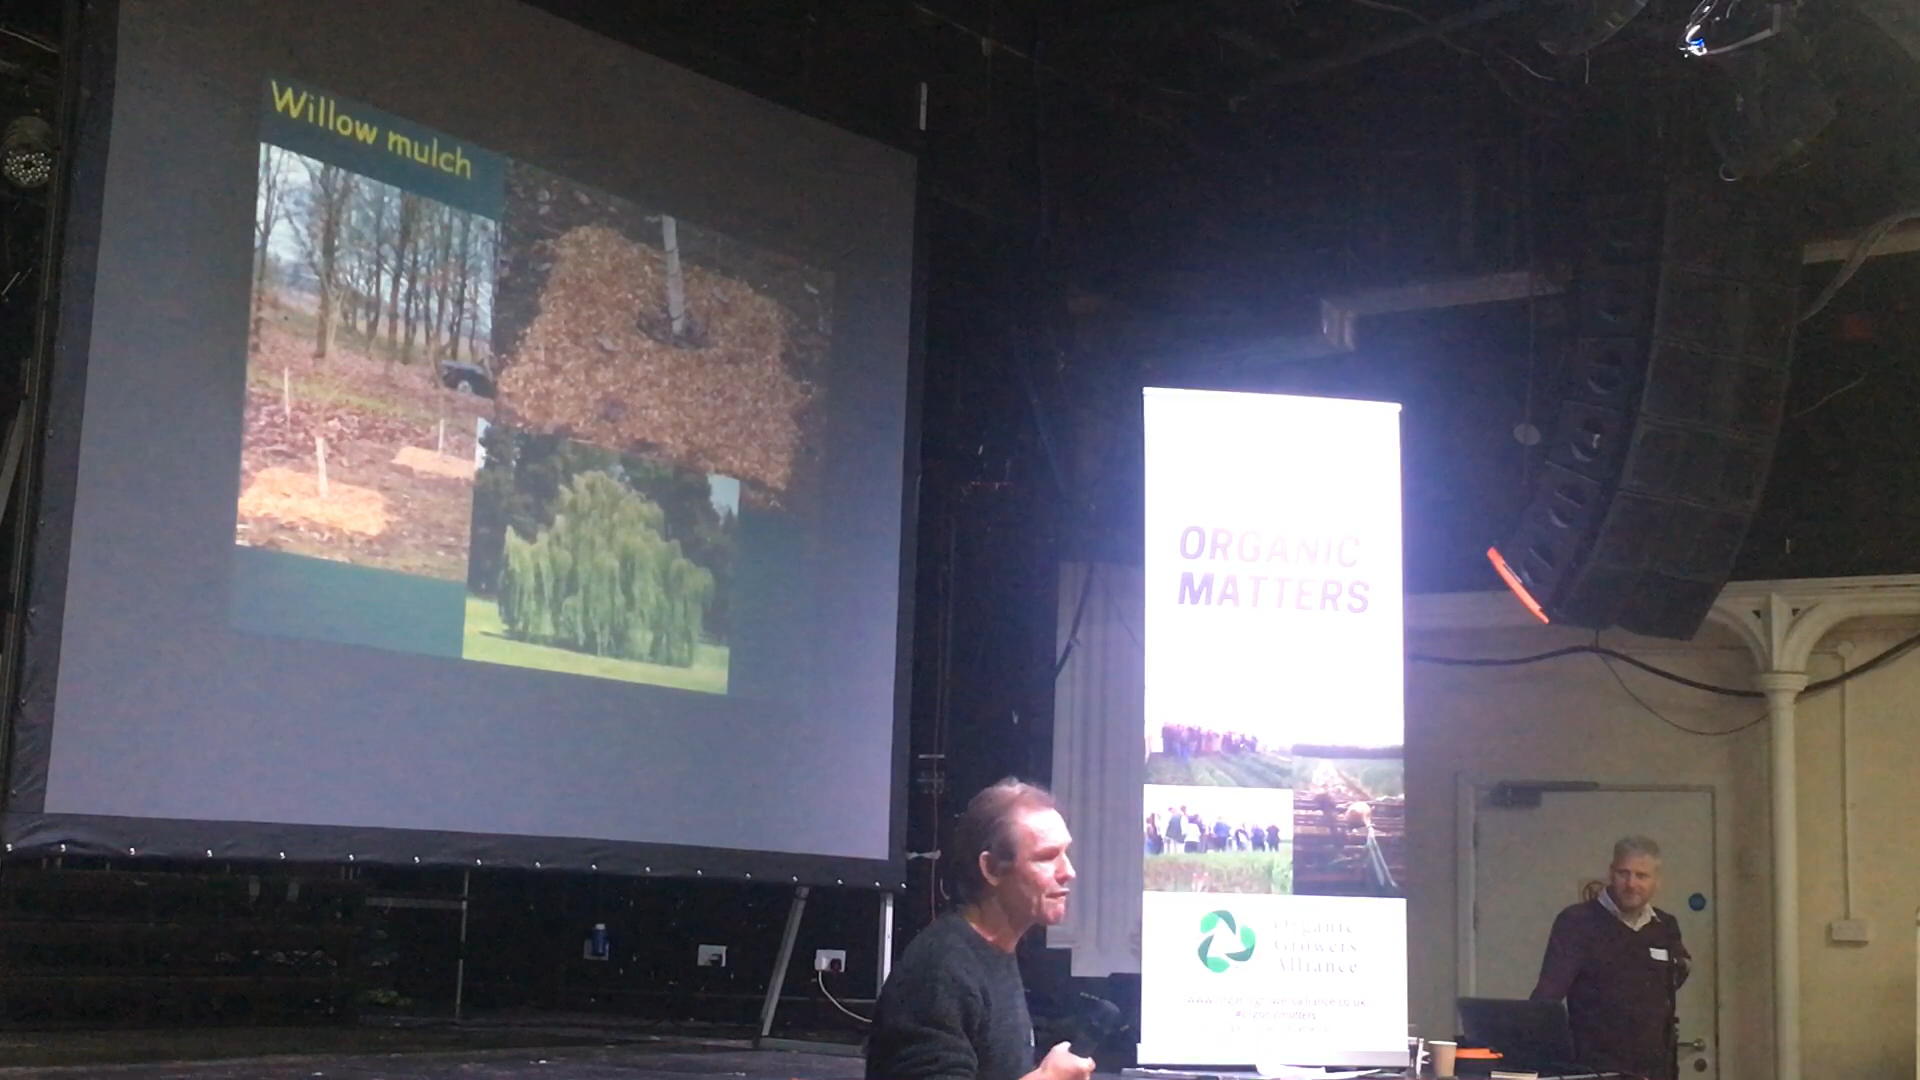 Willow mulch
ORGANIC
MATTERS
Organic
Growers
Alliance